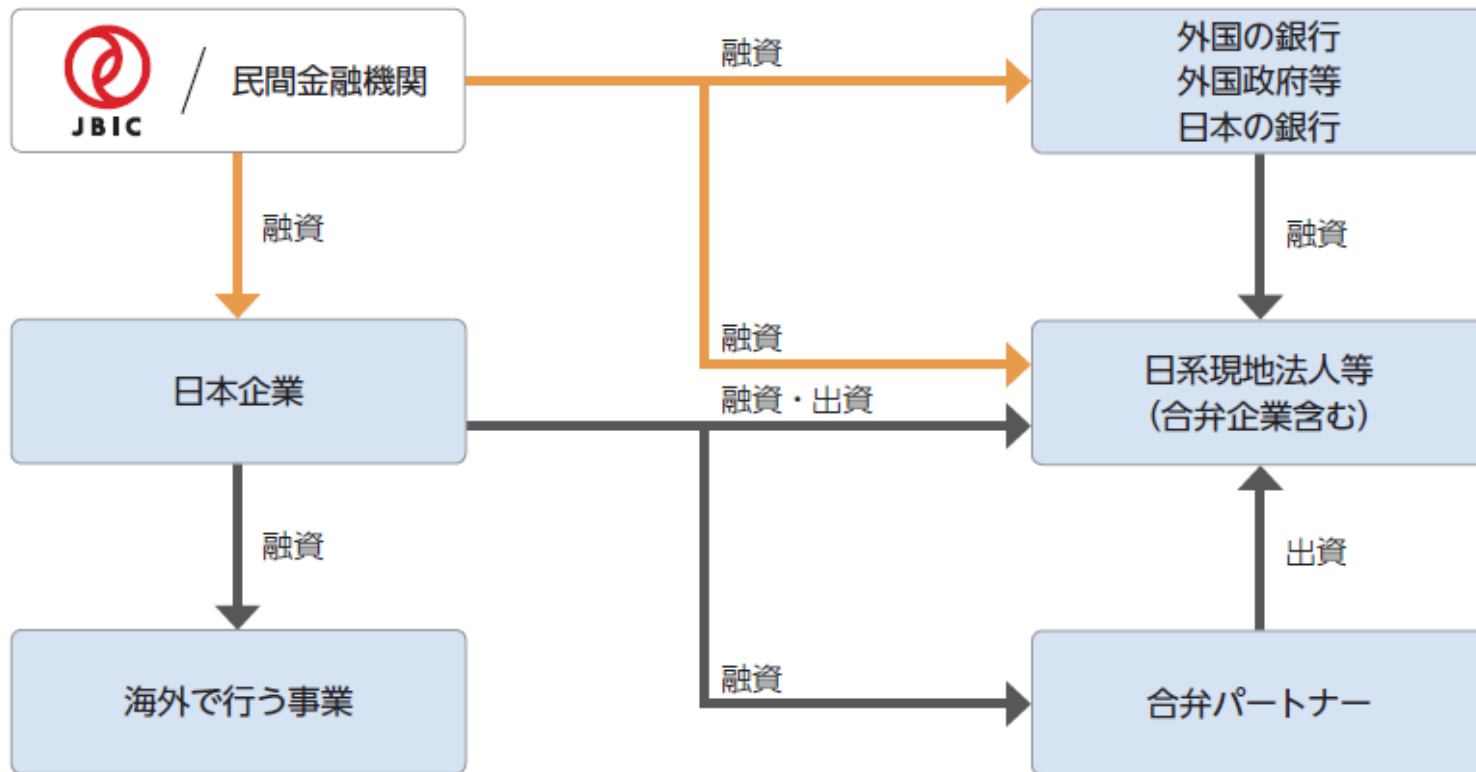 JBIC
民間金融機関
融資
外国の銀行
外国政府等
日本の銀行
融資
融資
融資
日本企業
融資・出資
日系現地法人等
（合弁企業含む）
融資
出資
海外で行う事業
融資
合弁パートナー